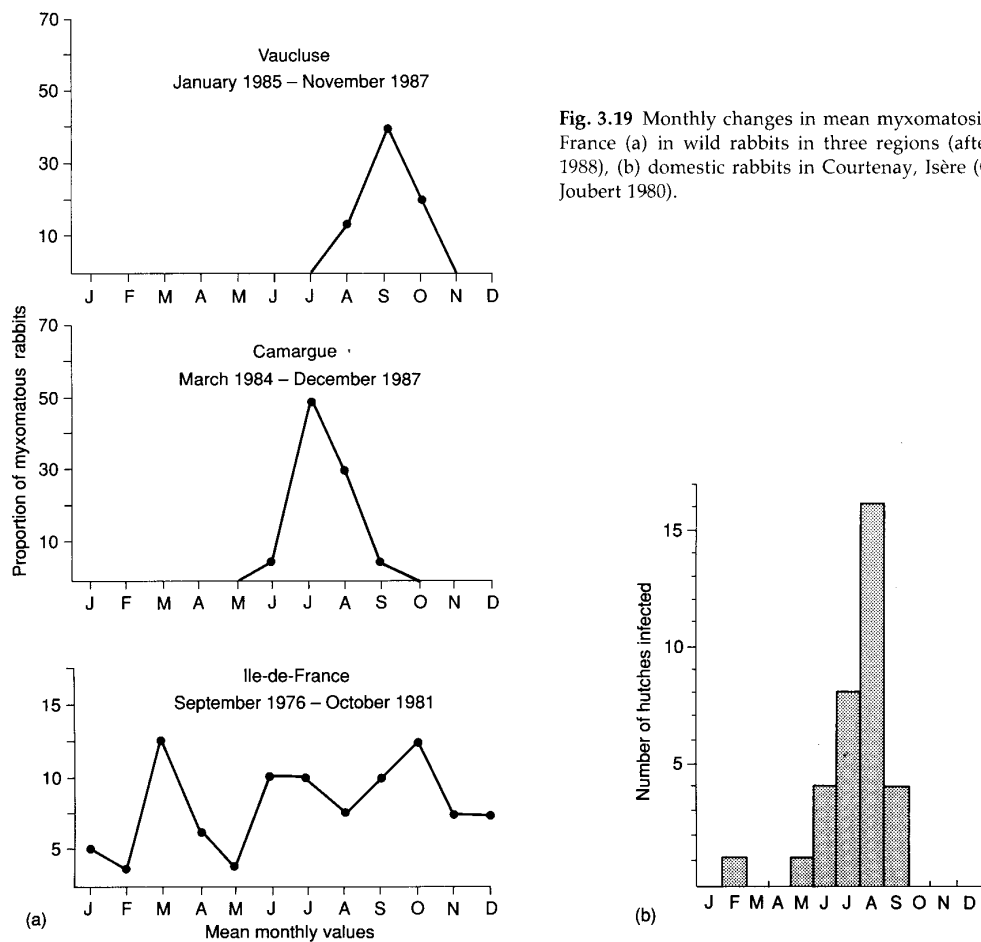 70
50
30
10
Vaucluse
January 1985 – November 1987
J F M A M J J A S O N D
70
50
30
10
Camargue
March 1984 – December 1987
J F M A M J J A S O N D
Proportion of myxomatous rabbits
15
10
5
Ile-de-France
September 1976 – October 1981
J F M A M J J A S O N D
Mean monthly values
(a)
Fig. 3.19 Monthly changes in mean myxomatosi
France (a) in wild rabbits in three regions (afte
1988), (b) domestic rabbits in Courtenay, Isère (
Joubert 1980).
15
10
5
Number of hutches infected
J F M A M J J A S O N D
(b)